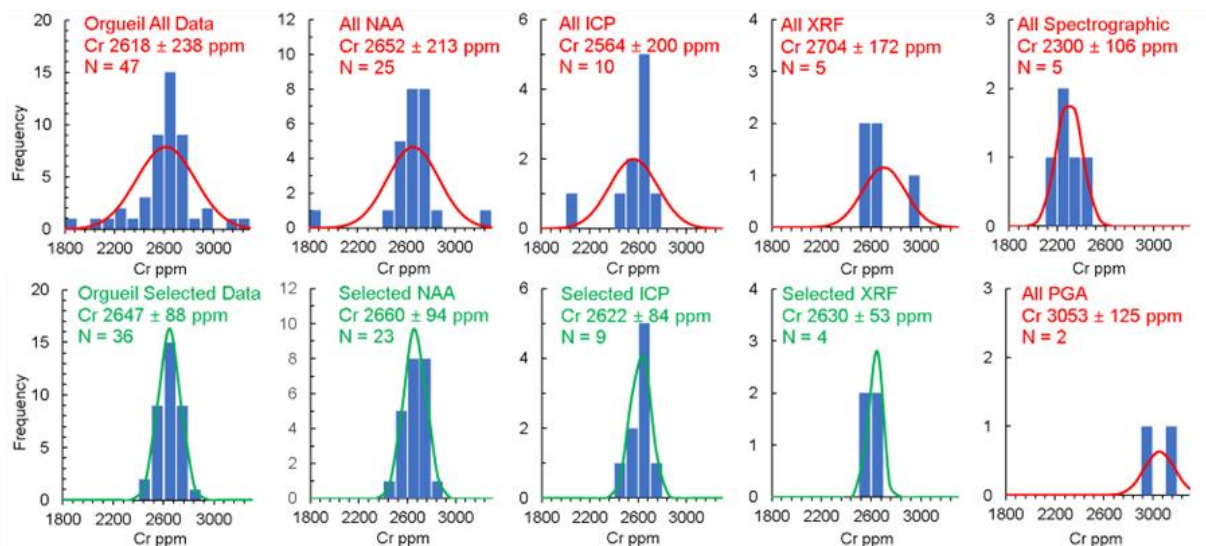 Orgueil All Data
Cr 2618 ± 238 ppm
N = 47
20
15
10
5
0
Frequency
1800 2200 2600 3000
Cr ppm
All NAA
Cr 2652 ± 213 ppm
N = 25
12
10
8
6
4
2
0
1800 2200 2600 3000
Cr ppm
All ICP
Cr 2564 ± 200 ppm
N = 10
6
4
2
0
1800 2200 2600 3000
Cr ppm
All XRF
Cr 2704 ± 172 ppm
N = 5
4
3
2
1
0
1800 2200 2600 3000
Cr ppm
All Spectrographic
Cr 2300 ± 106 ppm
N = 5
3
2
1
0
1800 2200 2600 3000
Cr ppm
Orgueil Selected Data
Cr 2647 ± 88 ppm
N = 36
20
15
10
5
0
Frequency
1800 2200 2600 3000
Cr ppm
Selected NAA
Cr 2660 ± 94 ppm
N = 23
12
10
8
6
4
2
0
1800 2200 2600 3000
Cr ppm
Selected ICP
Cr 2622 ± 84 ppm
N = 9
6
4
2
0
1800 2200 2600 3000
Cr ppm
Selected XRF
Cr 2630 ± 53 ppm
N = 4
4
3
2
1
0
1800 2200 2600 3000
Cr ppm
All PGA
Cr 3053 ± 125 ppm
N = 2
3
2
1
0
1800 2200 2600 3000
Cr ppm